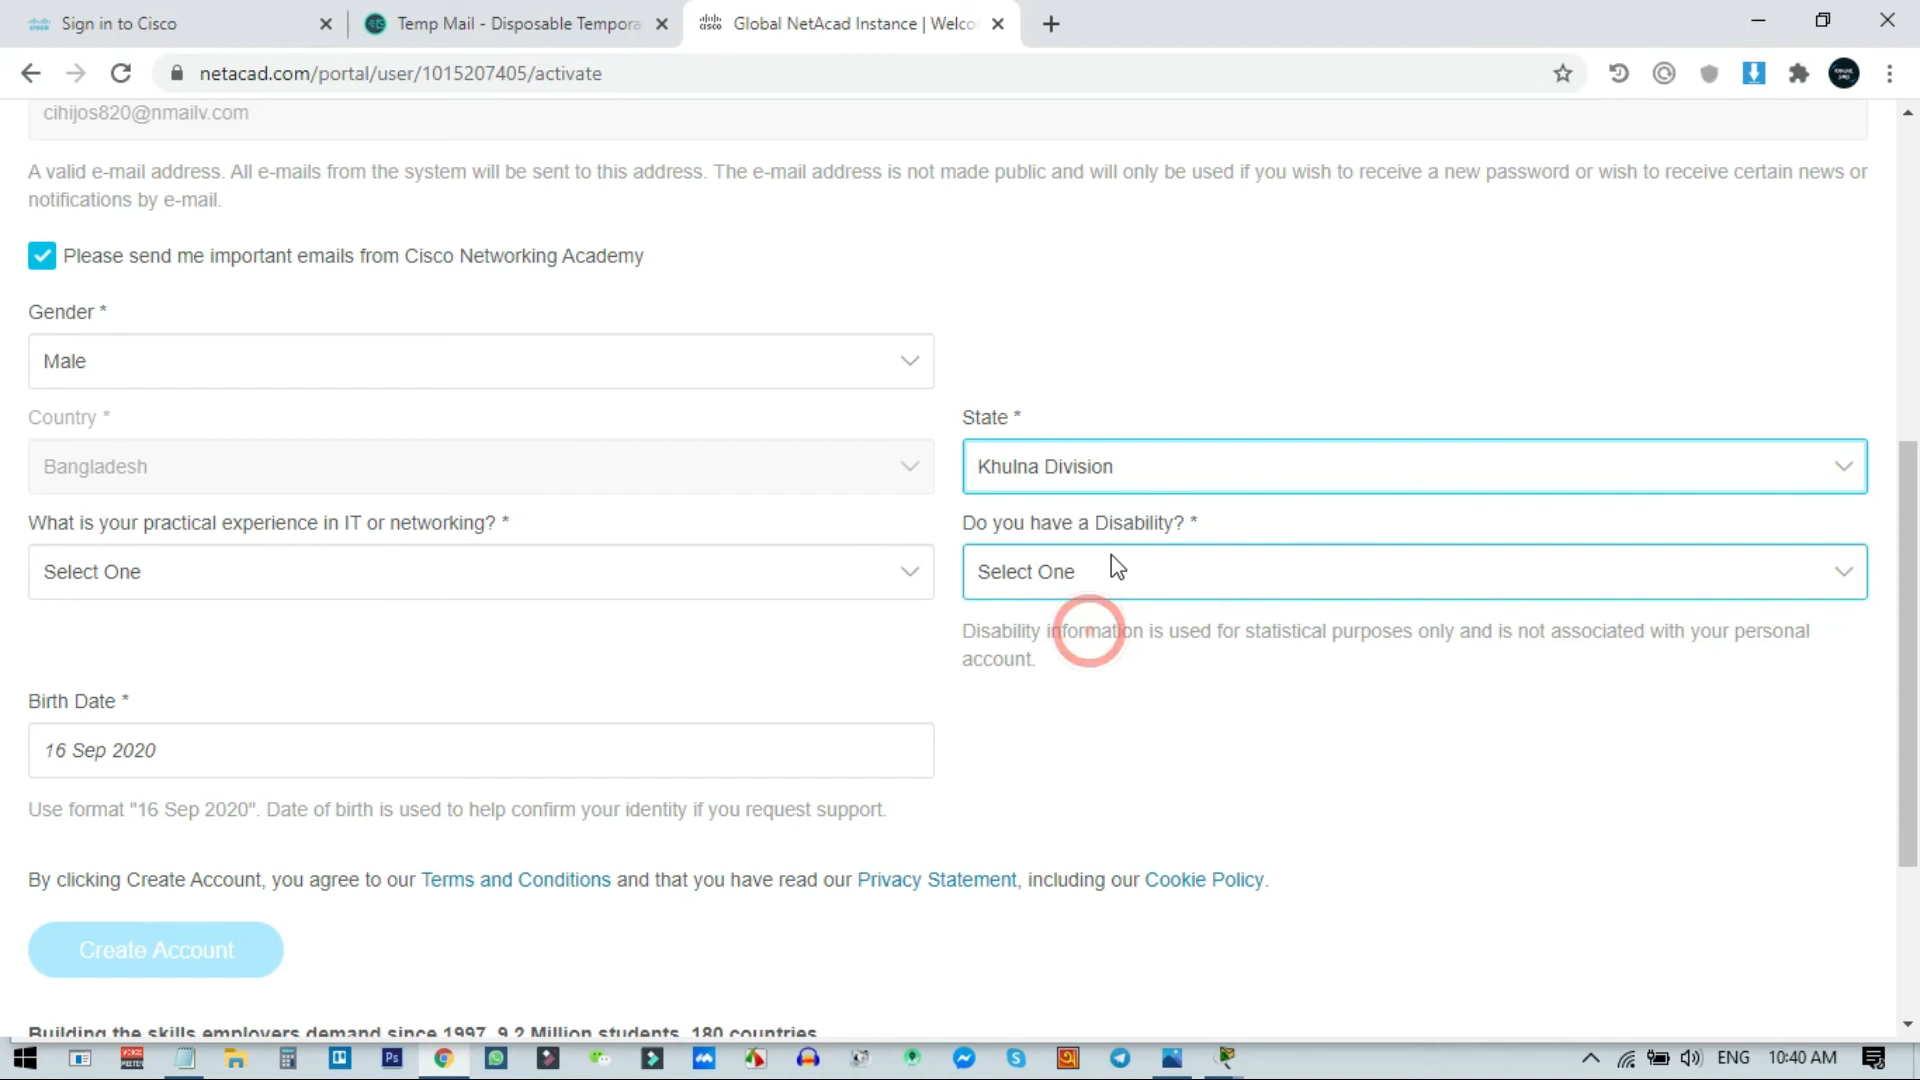 Sign in to Cisco
Temp Mail - Disposable Tempora
Global NetAcad Instance | Welco
netacad.com/portal/user/1015207405/activate
cihijos820@nmailv.com
A valid e-mail address. All e-mails from the system will be sent to this address. The e-mail address is not made public and will only be used if you wish to receive a new password or wish to receive certain news or
notifications by e-mail.
Please send me important emails from Cisco Networking Academy
Gender *
Male
Country *
State *
Bangladesh
Khulna Division
What is your practical experience in IT or networking? *
Do you have a Disability? *
Select One
Select One
Disability information is used for statistical purposes only and is not associated with your personal
account.
Birth Date *
16 Sep 2020
Use format "16 Sep 2020". Date of birth is used to help confirm your identity if you request support.
By clicking Create Account, you agree to our Terms and Conditions and that you have read our Privacy Statement, including our Cookie Policy.
Create Account
Building the skills employers demand since 1997. 9.2 Million students. 180 countries
ENG
10:40 AM